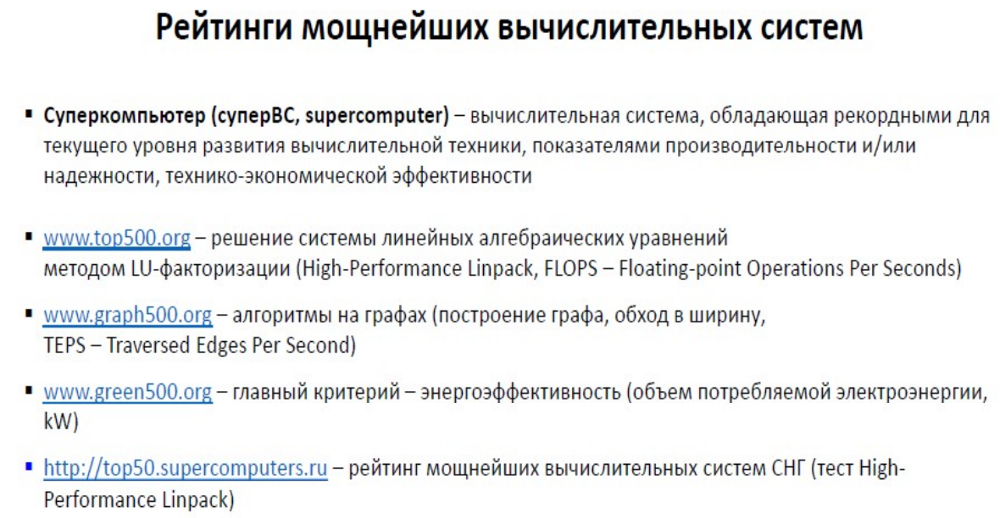 Рейтинги мощнейших вычислительных систем
▪ Суперкомпьютер (суперВС, supercomputer) – вычислительная система, обладающая рекордными для
текущего уровня развития вычислительной техники, показателями производительности и/или
надежности, технико-экономической эффективности
▪ www.top500.org – решение системы линейных алгебраических уравнений
методом LU-факторизации (High-Performance Linpack, FLOPS – Floating-point Operations Per Seconds)
▪ www.graph500.org – алгоритмы на графах (построение графа, обход в ширину,
TEPS – Traversed Edges Per Second)
▪ www.green500.org – главный критерий – энергоэффективность (объем потребляемой электроэнергии,
kW)
▪ http://top50.supercomputers.ru – рейтинг мощнейших вычислительных систем СНГ (тест High-
Performance Linpack)